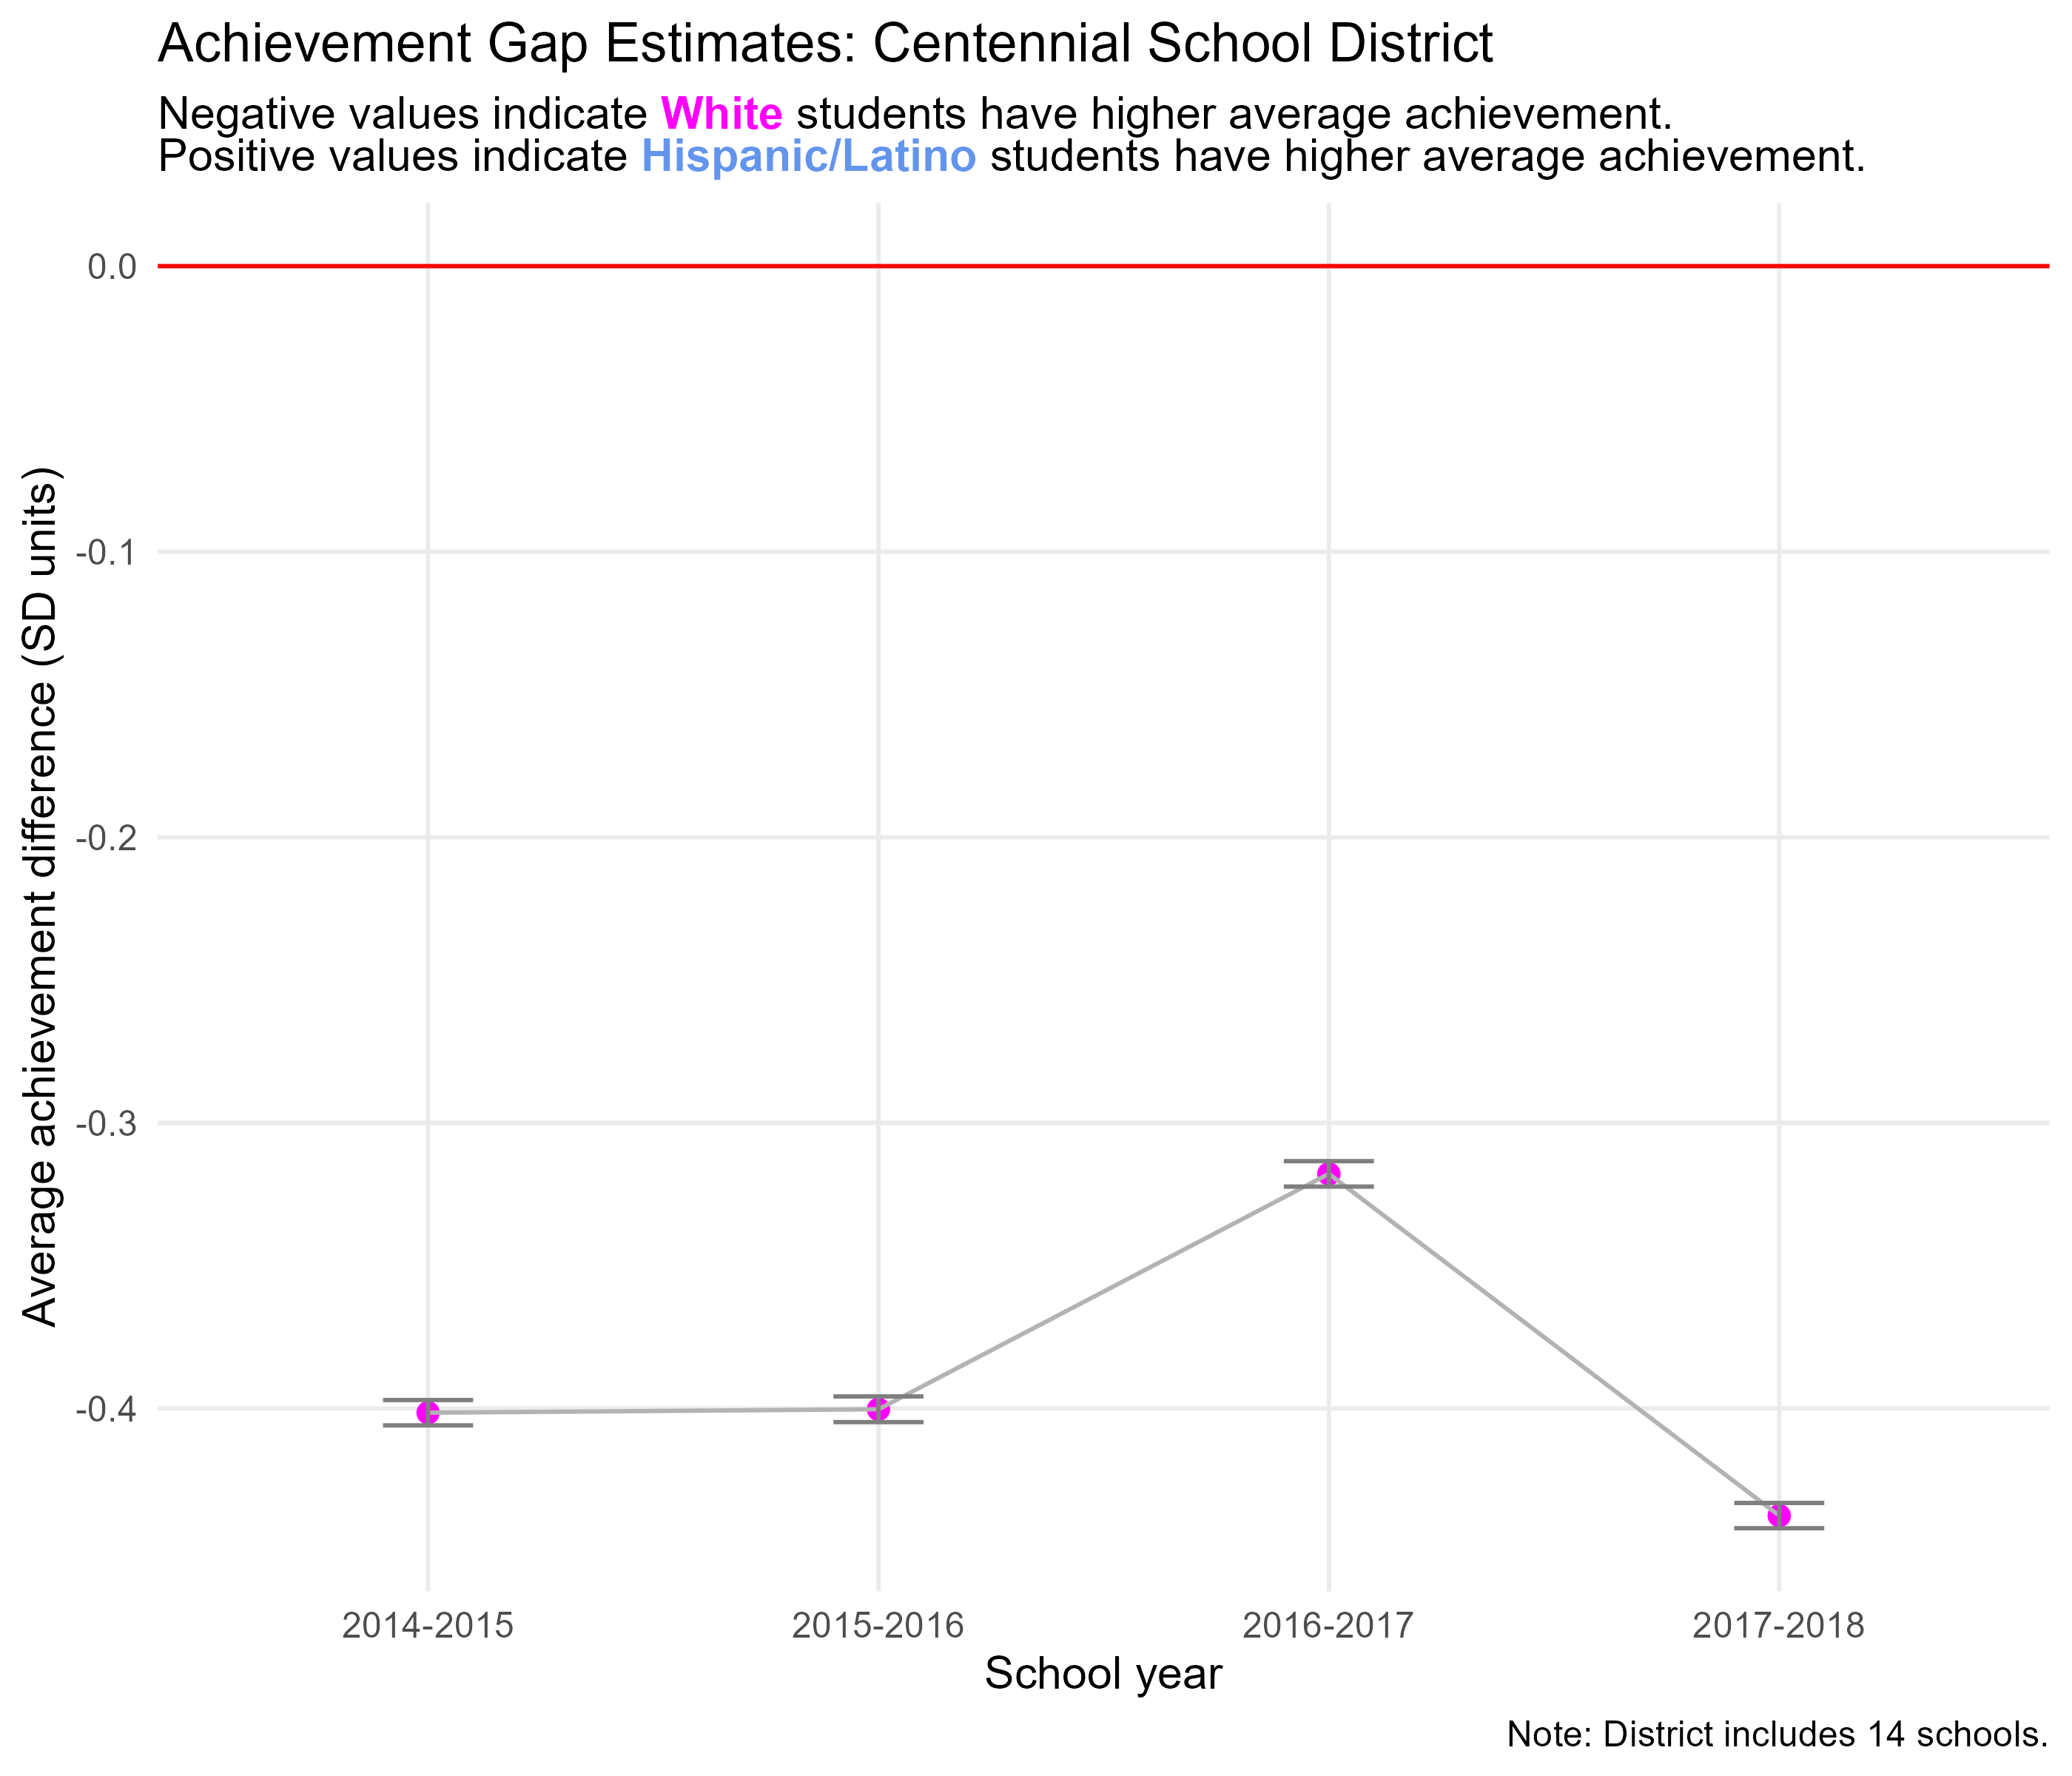 Achievement Gap Estimates: Centennial School District
Negative values indicate White students have higher average achievement.
Positive values indicate Hispanic/Latino students have higher average achievement.
Average achievement difference (SD units)
0.0
-0.1
-0.2
-0.3
-0.4
2014-2015
2015-2016
2016-2017
2017-2018
School year
Note: District includes 14 schools.